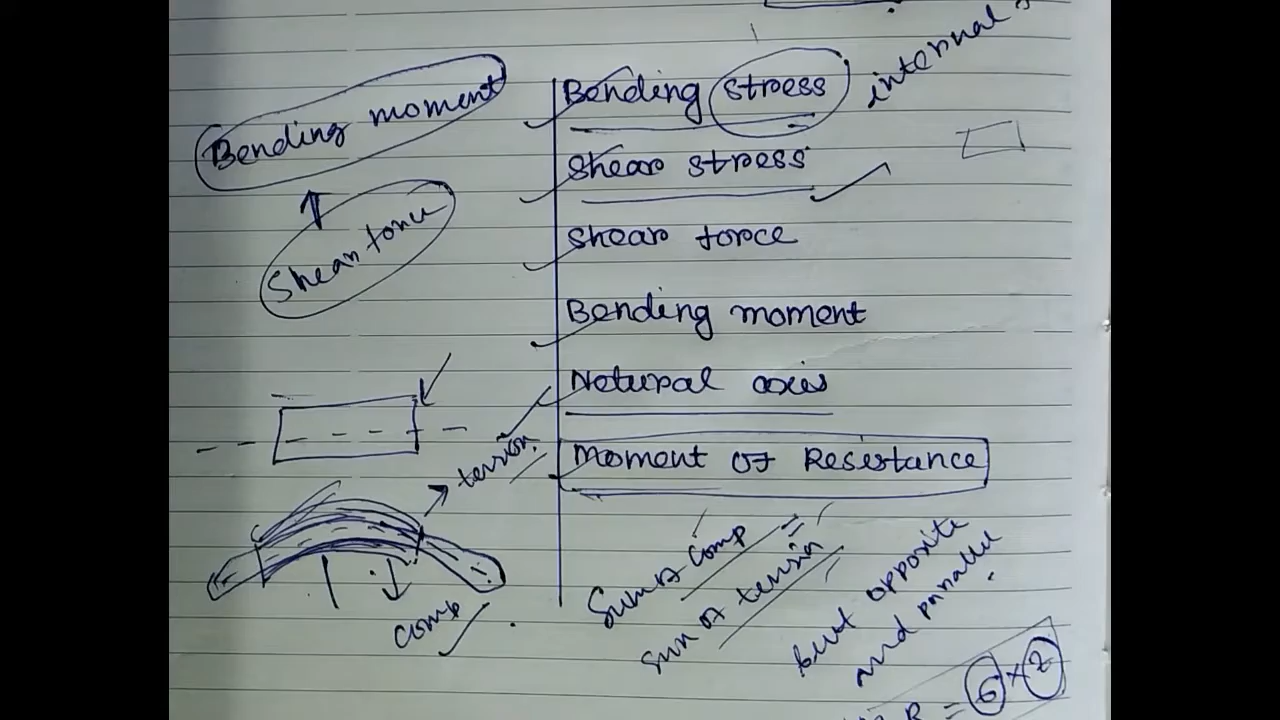 Bending moment
Shear force
Bending stress
internal
Shear stress
Shear force
Bending moment
Netural axis
Moment of Resistance
tension
comp
Sum of comp =
sum of tension
but opposite
and parallel
R = 6 × 2